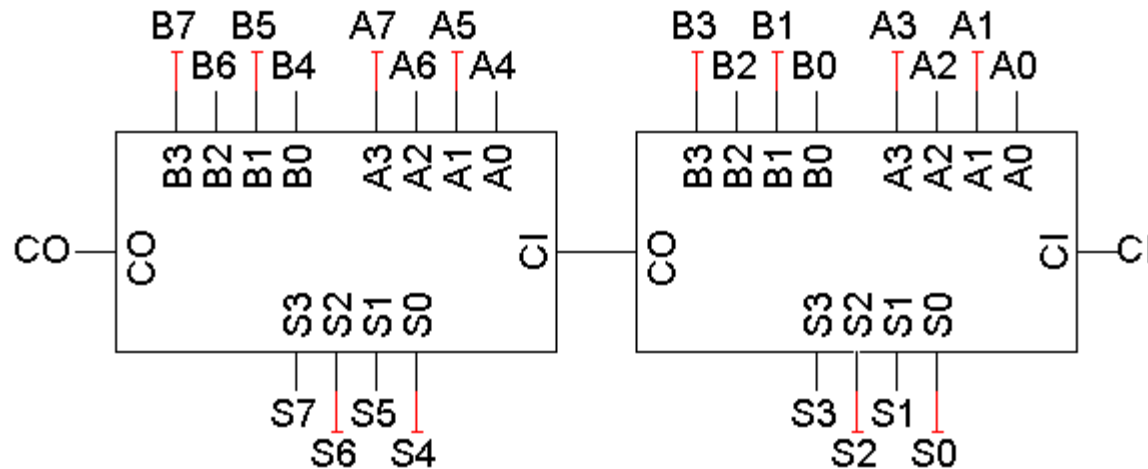 B7 B5 A7 A5 B3 B1 A3 A1
B6 B4 A6 A4 B2 B0 A2 A0
B3 B2 B1 B0 A3 A2 A1 A0 B3 B2 B1 B0 A3 A2 A1 A0
CO CO CI CO CI CI
S3 S2 S1 S0 S3 S2 S1 S0
S7 S5 S3 S1
S6 S4 S2 S0